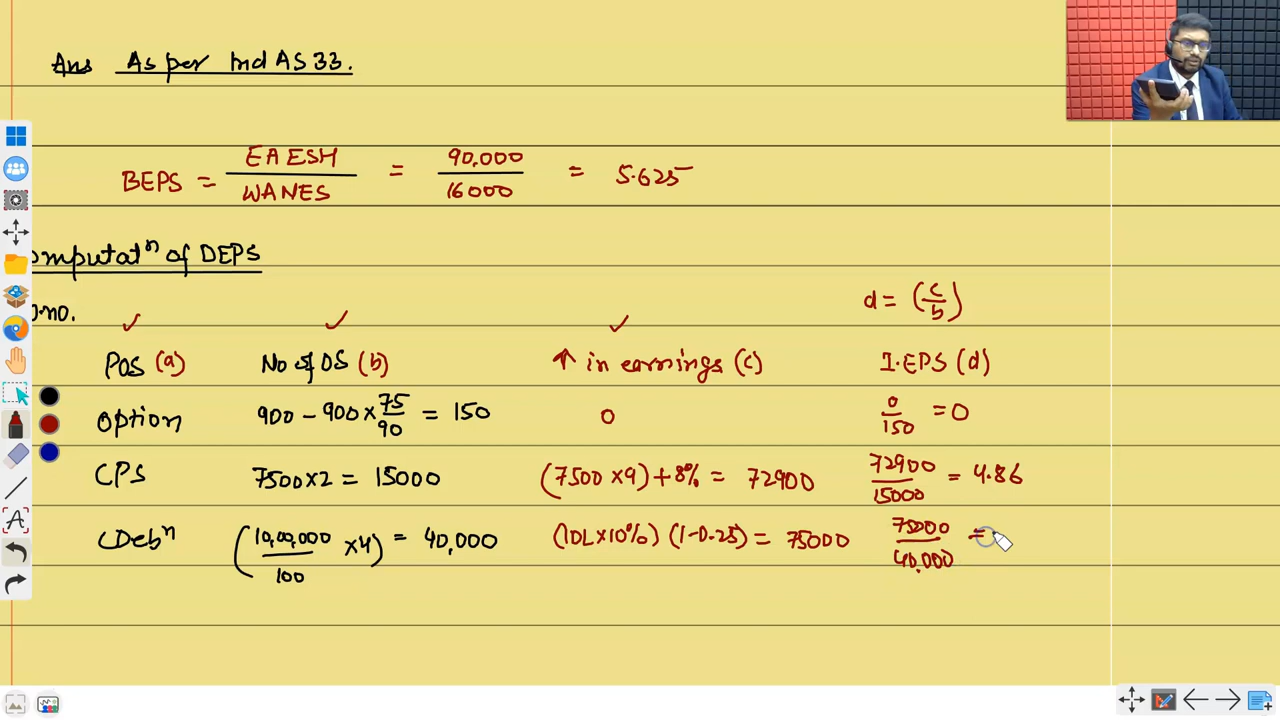 Ans As per Ind AS 33.
BEPS = EAESH / WANES = 90,000 / 16000 = 5.625
omputatⁿ of DEPS
d = (c/b)
no.
POS (a) No of OS (b) ↑ in earnings (c) I.EPS (d)
Option 900 - 900 × 75/90 = 150 0 0/150 = 0
CPS 7500 × 2 = 15000 (7500 × 9) + 8% = 72900 72900/15000 = 4.86
CDebⁿ (10,00,000/100 × 4) = 40,000 (10L × 10%) (1-0.25) = 75000 75000/40,000 =